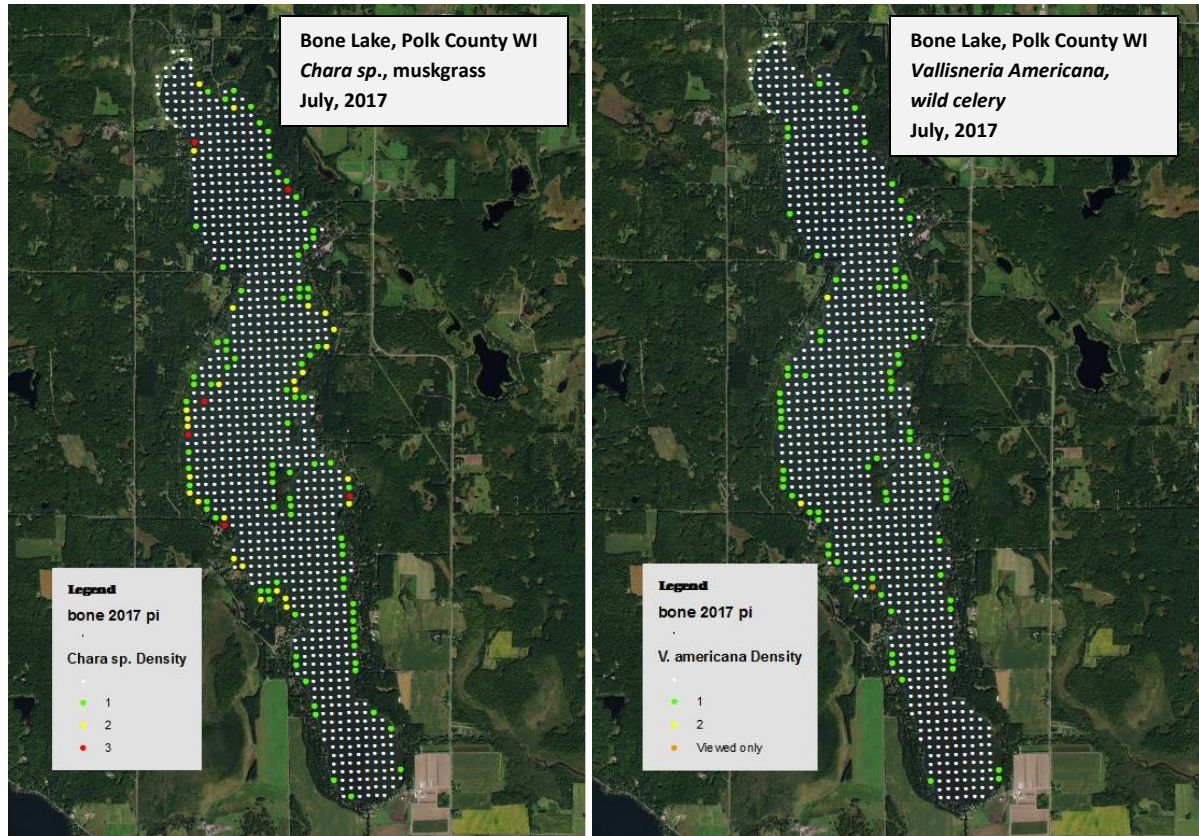 Bone Lake, Polk County WI
Chara sp., muskgrass
July, 2017
Legend
bone 2017 pi
Chara sp. Density
1
2
3
Bone Lake, Polk County WI
Vallisneria Americana,
wild celery
July, 2017
Legend
bone 2017 pi
V. americana Density
1
2
Viewed only